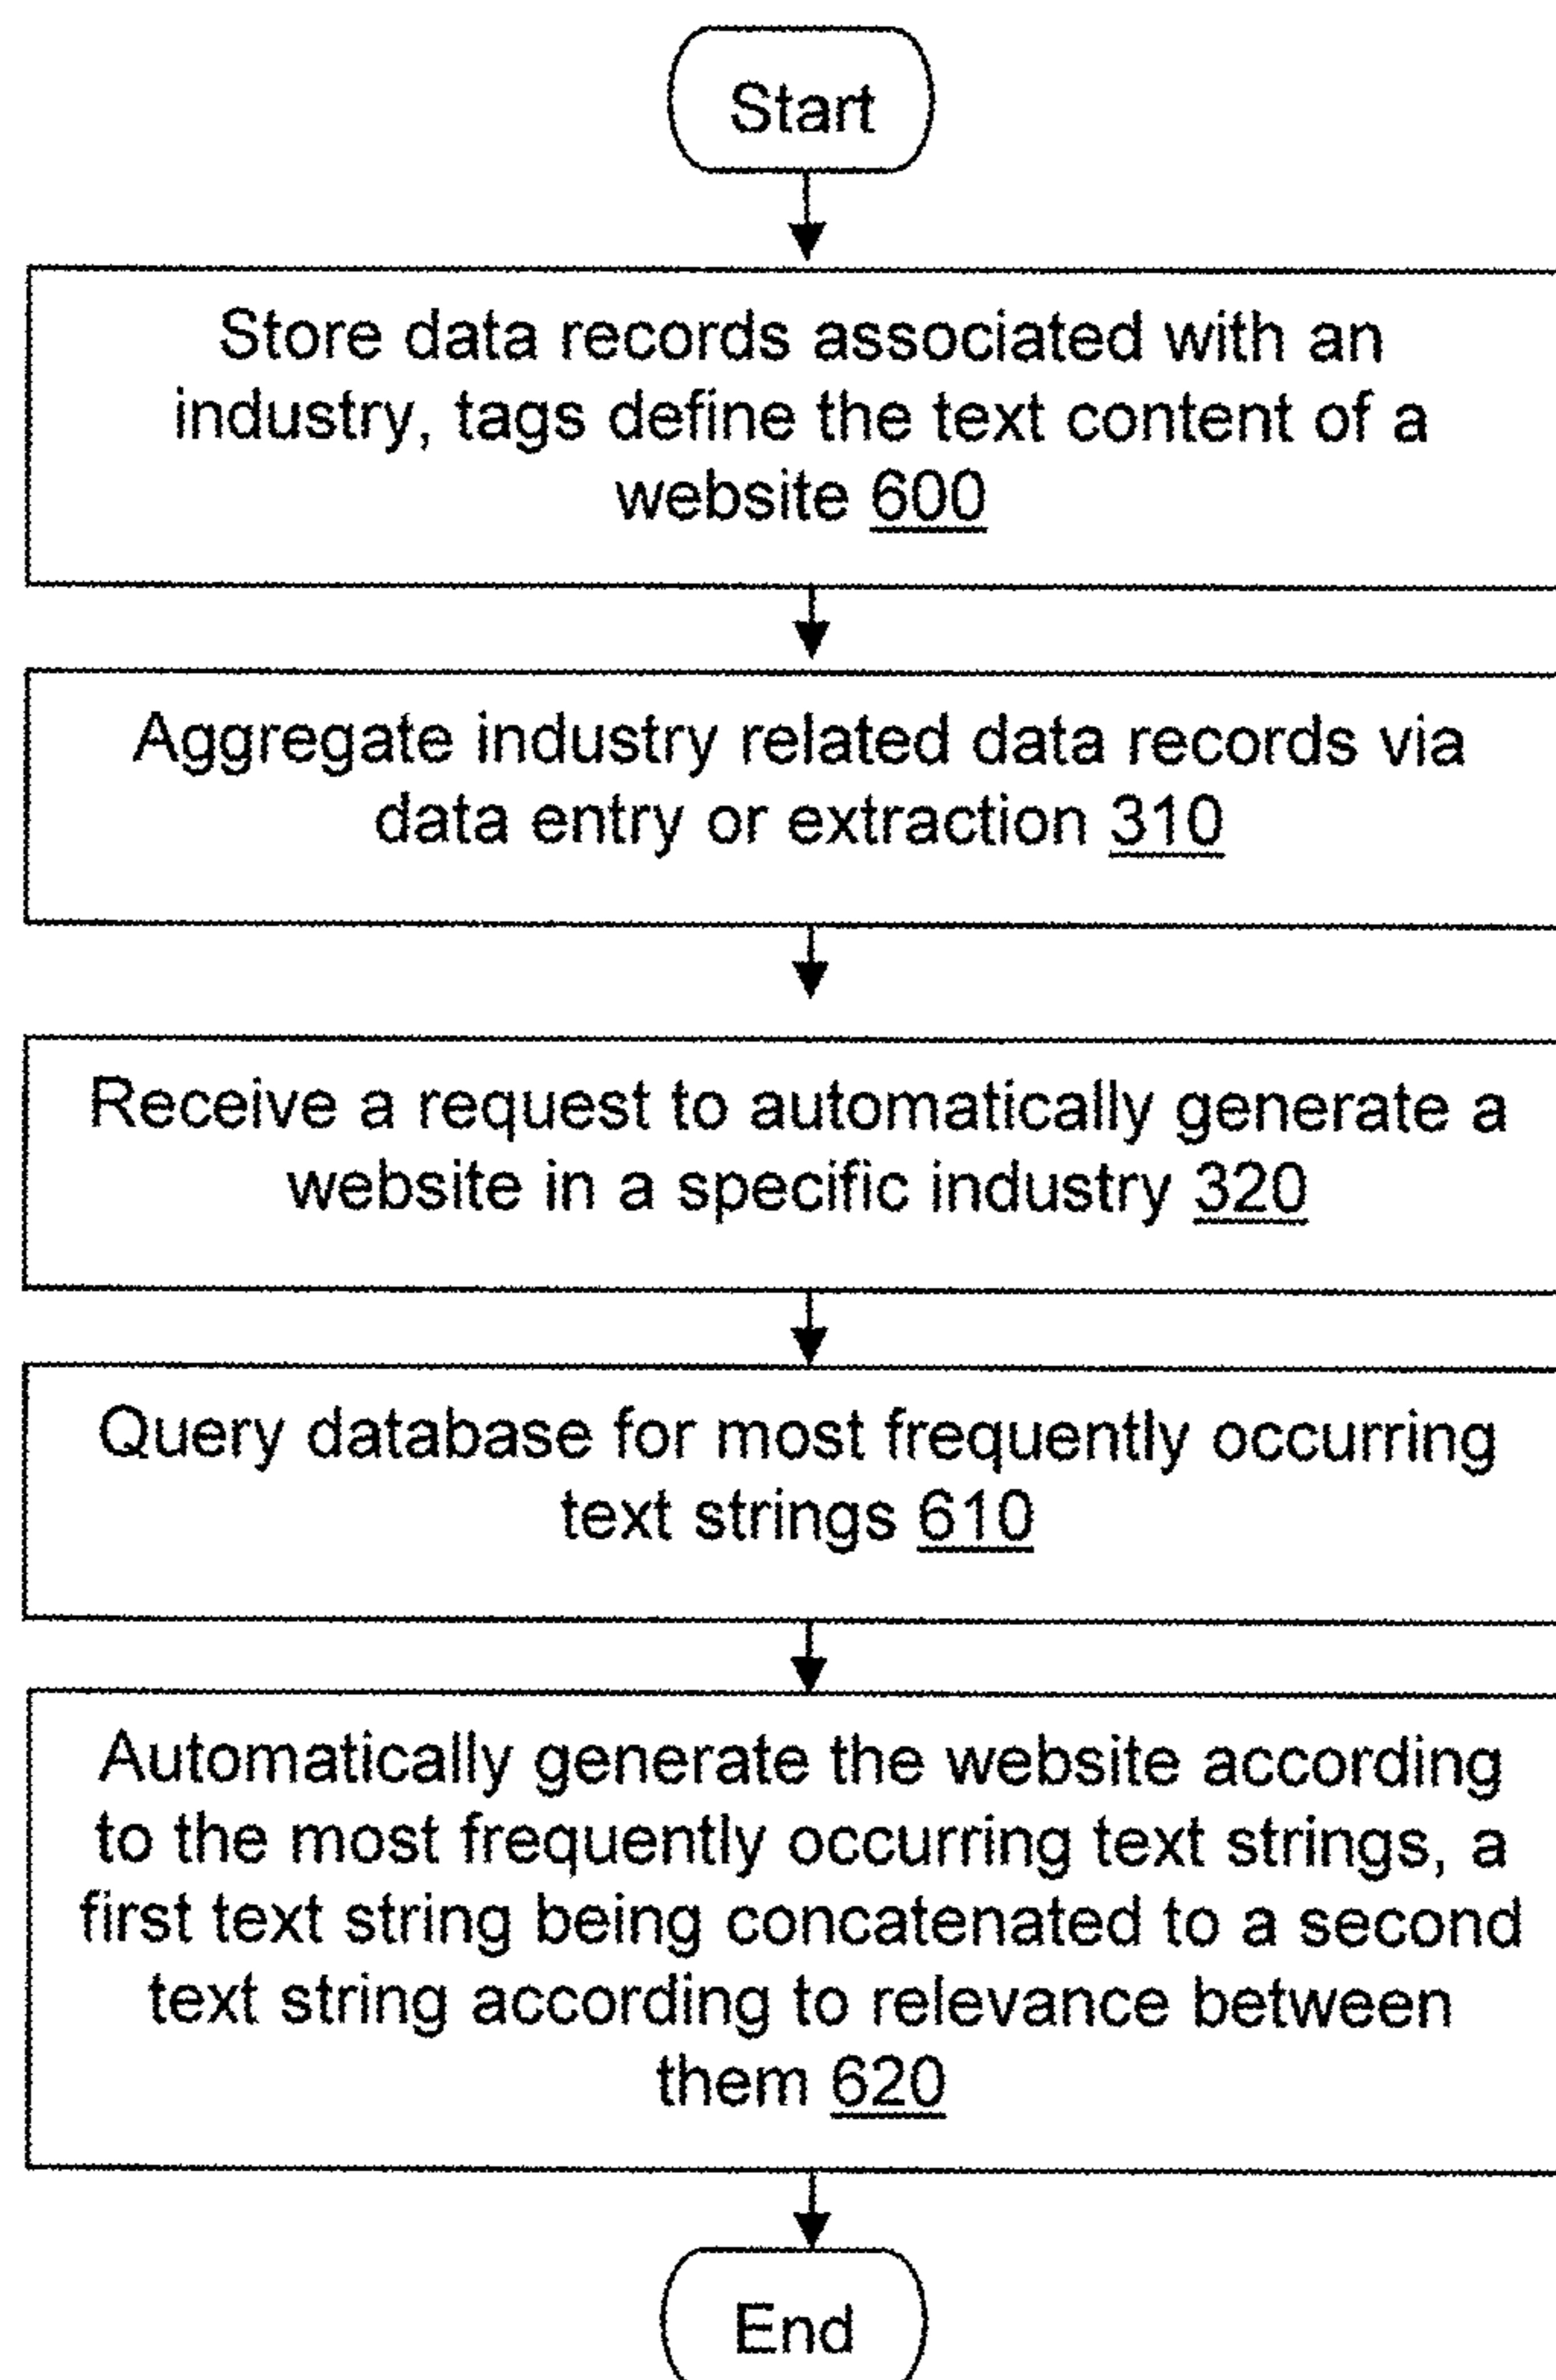 Start
Store data records associated with an
industry, tags define the text content of a
website 600
Aggregate industry related data records via
data entry or extraction 310
Receive a request to automatically generate a
website in a specific industry 320
Query database for most frequently occurring
text strings 610
Automatically generate the website according
to the most frequently occurring text strings, a
first text string being concatenated to a second
text string according to relevance between
them 620
End